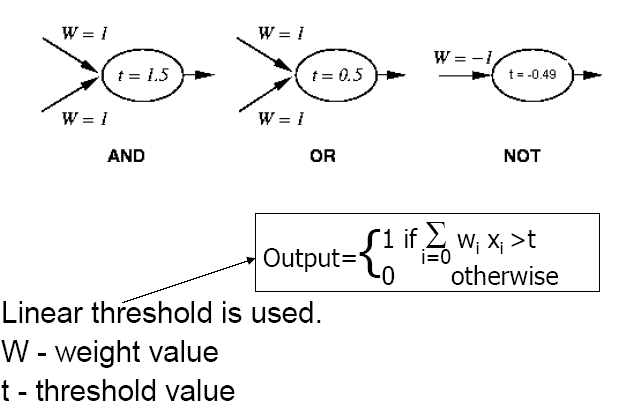 W = 1 W = 1
W = -1
t = 1.5 t = 0.5 t = -0.49
W = 1 W = 1
AND OR NOT
Output={1 if ∑ wᵢ xᵢ >t
i=0
0 otherwise
Linear threshold is used.
W - weight value
t - threshold value